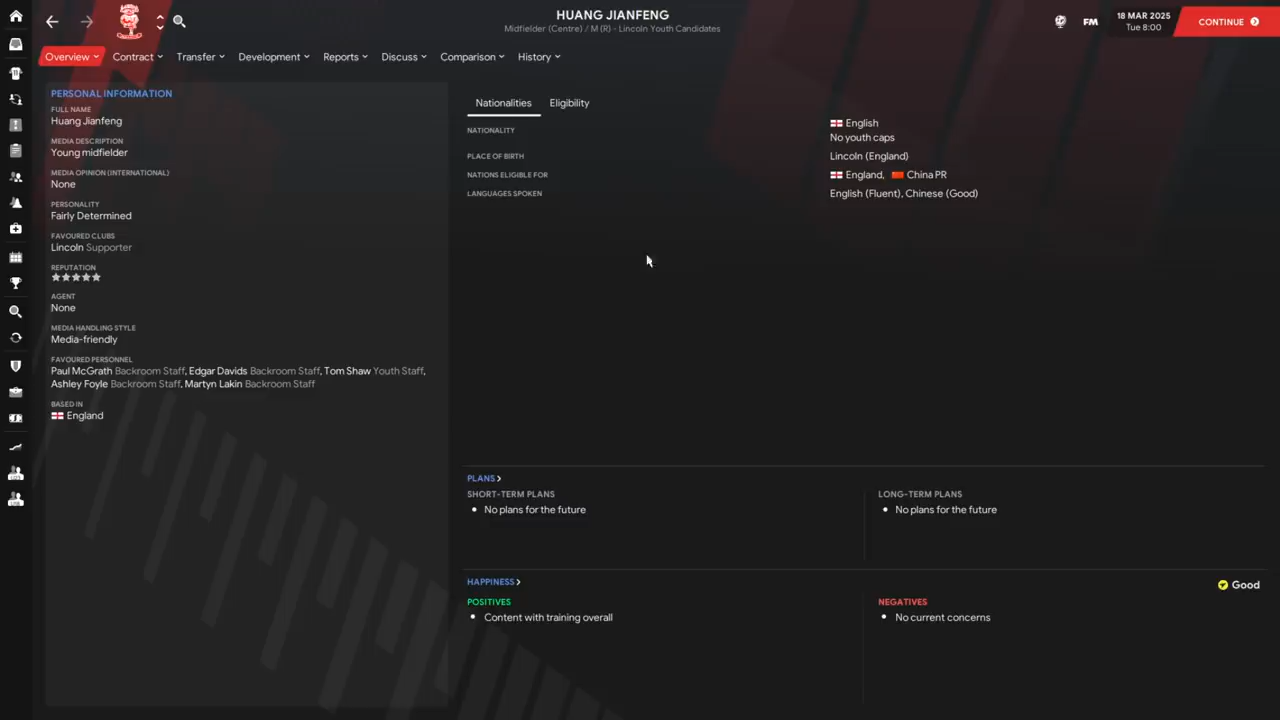 HUANG JIANFENG
Midfielder (Centre) / M (R) - Lincoln Youth Candidates
FM
18 MAR 2025
Tue 8:00
CONTINUE
Overview
Contract
Transfer
Development
Reports
Discuss
Comparison
History
PERSONAL INFORMATION
FULL NAME
Huang Jianfeng
MEDIA DESCRIPTION
Young midfielder
MEDIA OPINION (INTERNATIONAL)
None
PERSONALITY
Fairly Determined
FAVOURED CLUBS
Lincoln Supporter
REPUTATION
AGENT
None
MEDIA HANDLING STYLE
Media-friendly
FAVOURED PERSONNEL
Paul McGrath Backroom Staff, Edgar Davids Backroom Staff, Tom Shaw Youth Staff,
Ashley Foyle Backroom Staff, Martyn Lakin Backroom Staff
BASED IN
England
Nationalities
Eligibility
NATIONALITY
English
No youth caps
PLACE OF BIRTH
Lincoln (England)
NATIONS ELIGIBLE FOR
England, China PR
LANGUAGES SPOKEN
English (Fluent), Chinese (Good)
PLANS
SHORT-TERM PLANS
• No plans for the future
LONG-TERM PLANS
• No plans for the future
HAPPINESS
Good
POSITIVES
• Content with training overall
NEGATIVES
• No current concerns